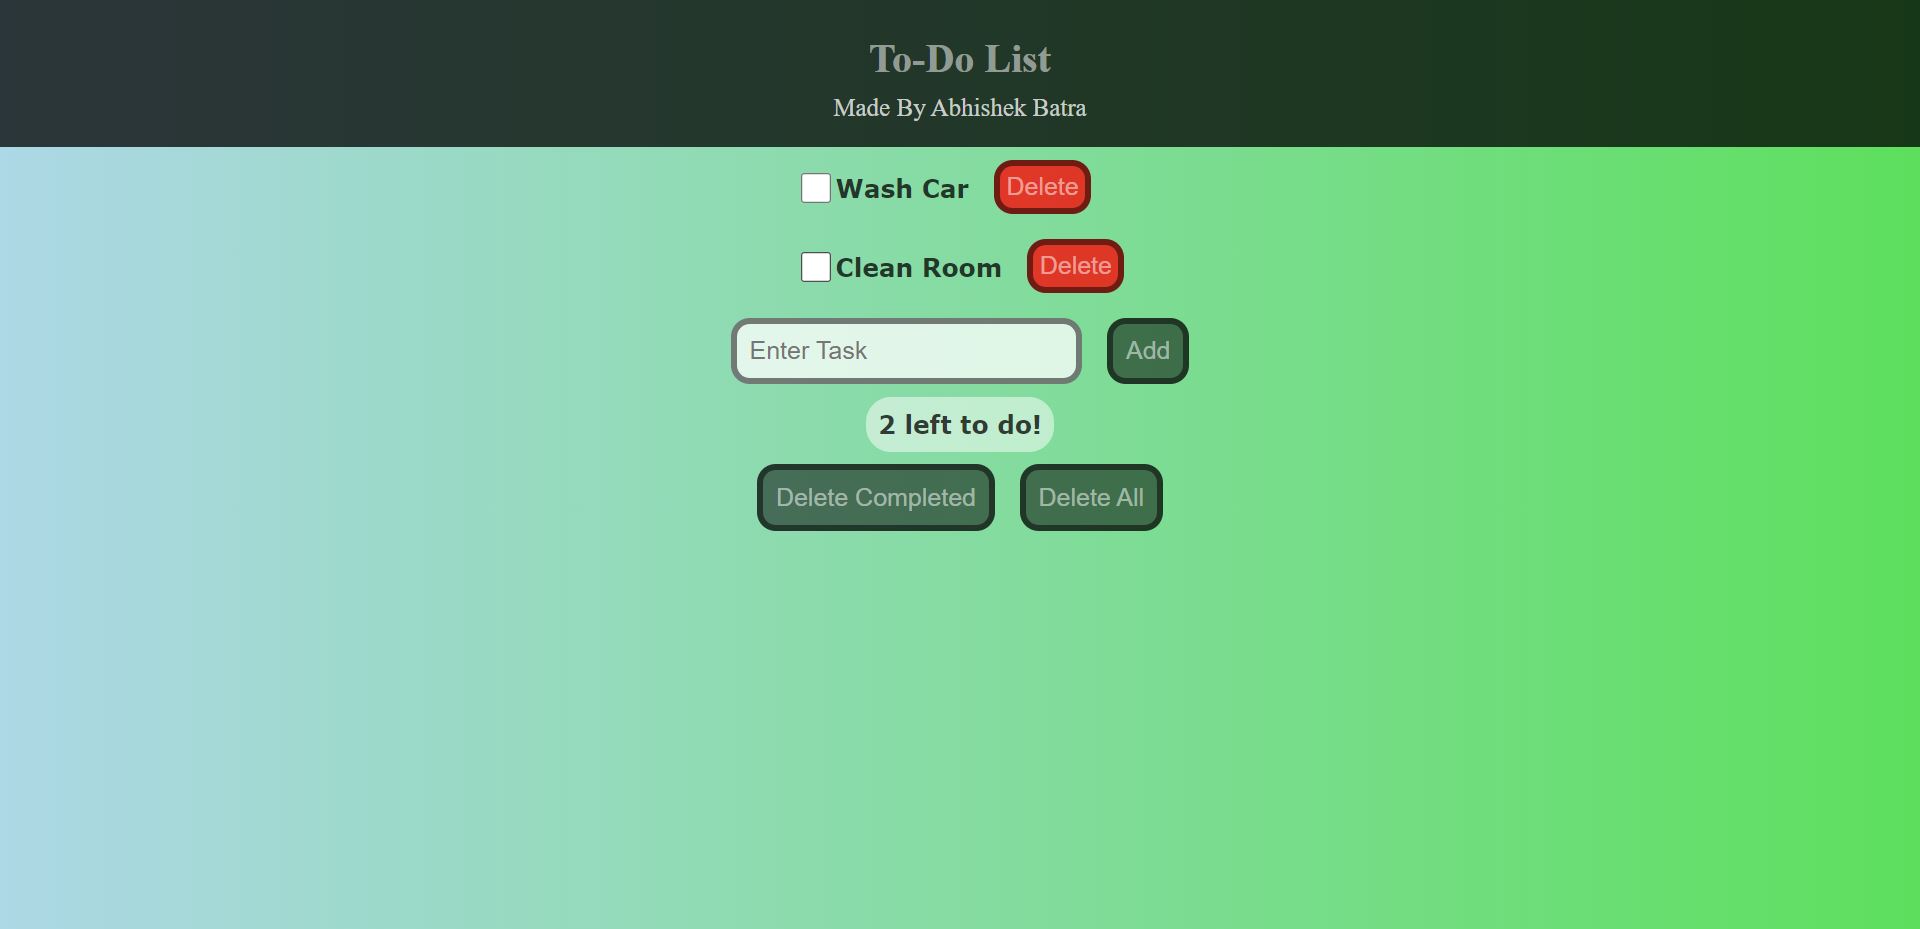 To-Do List
Made By Abhishek Batra
Wash Car Delete
Clean Room Delete
Enter Task Add
2 left to do!
Delete Completed Delete All